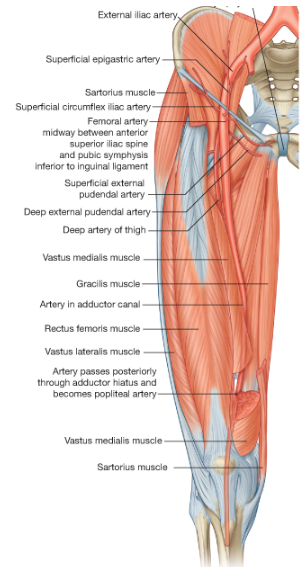 External iliac artery
Superficial epigastric artery
Sartorius muscle
Superficial circumflex iliac artery
Femoral artery
midway between anterior
superior iliac spine
and pubic symphysis
inferior to inguinal ligament
Superficial external
pudendal artery
Deep external pudendal artery
Deep artery of thigh
Vastus medialis muscle
Gracilis muscle
Artery in adductor canal
Rectus femoris muscle
Vastus lateralis muscle
Artery passes posteriorly
through adductor hiatus and
becomes popliteal artery
Vastus medialis muscle
Sartorius muscle